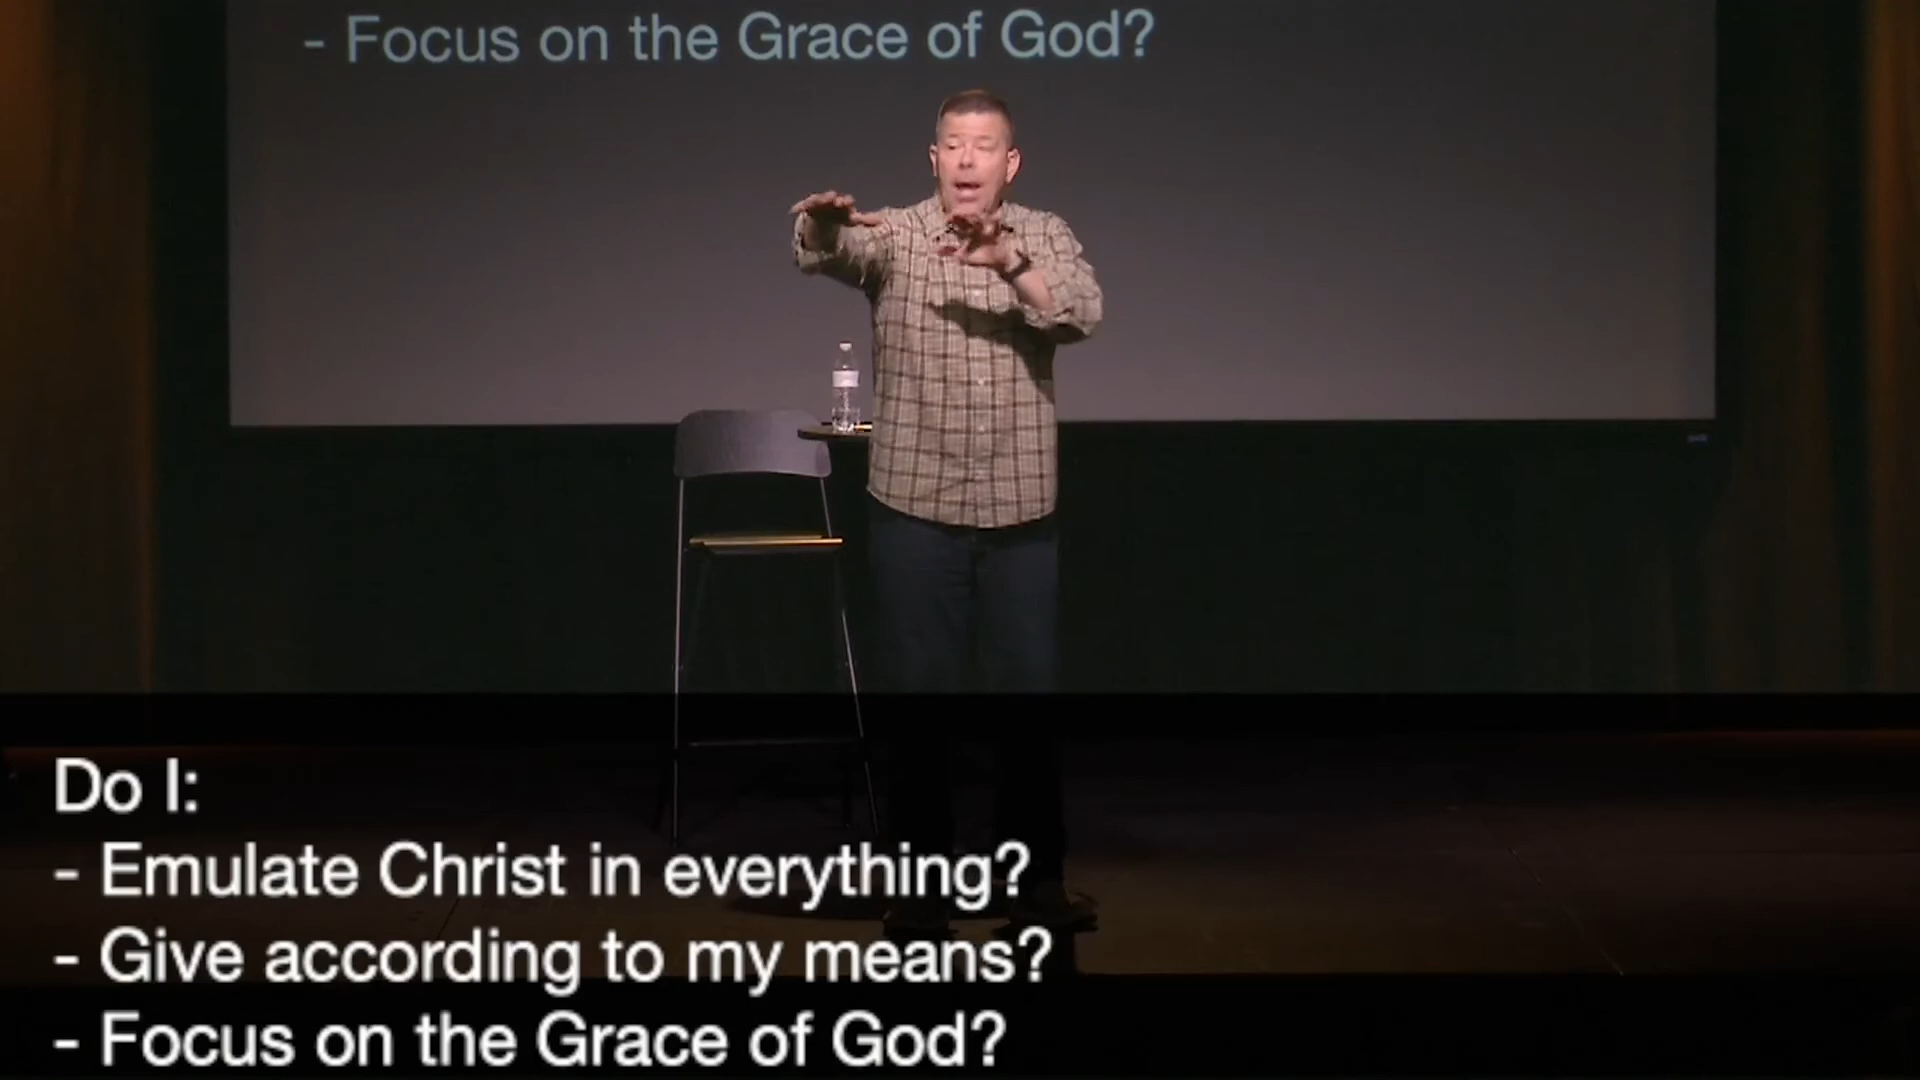 - Focus on the Grace of God?
Do I:
- Emulate Christ in everything?
- Give according to my means?
- Focus on the Grace of God?